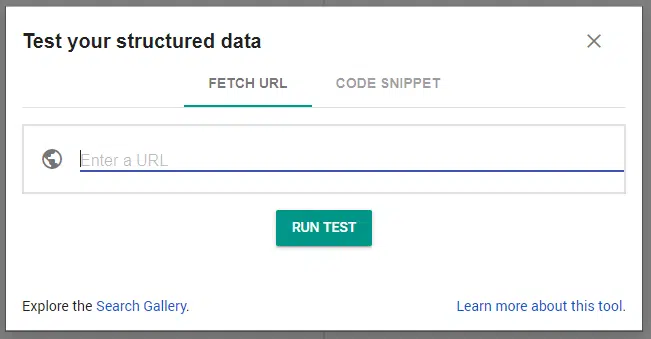 Test your structured data
FETCH URL CODE SNIPPET
Enter a URL
RUN TEST
Explore the Search Gallery. Learn more about this tool.